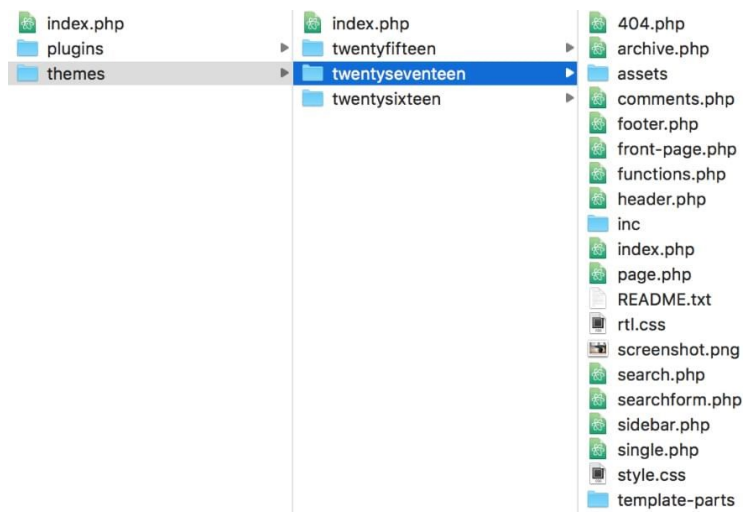 index.php
plugins
themes
index.php
twentyfifteen
twentyseventeen
twentysixteen
404.php
archive.php
assets
comments.php
footer.php
front-page.php
functions.php
header.php
inc
index.php
page.php
README.txt
rtl.css
screenshot.png
search.php
searchform.php
sidebar.php
single.php
style.css
template-parts